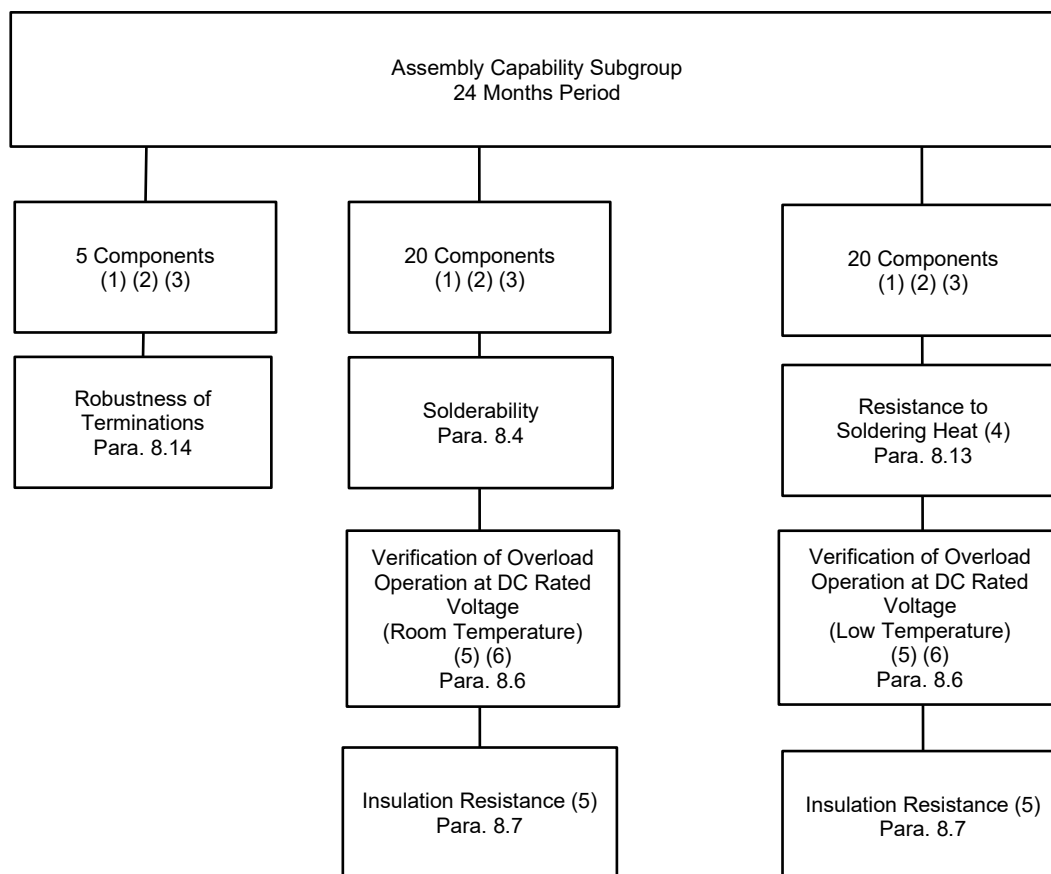 Assembly Capability Subgroup
24 Months Period
5 Components
(1) (2) (3)
20 Components
(1) (2) (3)
20 Components
(1) (2) (3)
Robustness of
Terminations
Para. 8.14
Solderability
Para. 8.4
Resistance to
Soldering Heat (4)
Para. 8.13
Verification of Overload
Operation at DC Rated
Voltage
(Room Temperature)
(5) (6)
Para. 8.6
Verification of Overload
Operation at DC Rated
Voltage
(Low Temperature)
(5) (6)
Para. 8.6
Insulation Resistance (5)
Para. 8.7
Insulation Resistance (5)
Para. 8.7